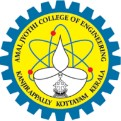 AMAL JYOTHI COLLEGE OF ENGINEERING
KANJIRAPPALLY KOTTAYAM KERALA